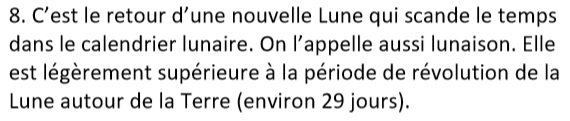 8. C’est le retour d’une nouvelle Lune qui scande le temps
dans le calendrier lunaire. On l’appelle aussi lunaison. Elle
est légèrement supérieure à la période de révolution de la
Lune autour de la Terre (environ 29 jours).